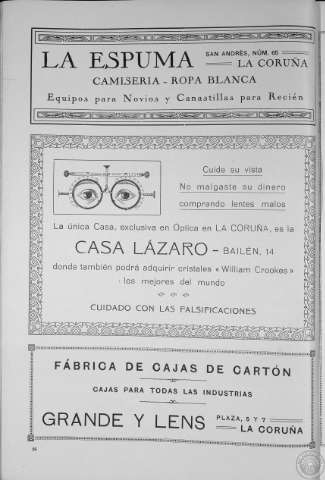 LA ESPUMA SAN ANDRÉS, NÚM. 65
LA CORUÑA
CAMISERIA - ROPA BLANCA
Equipos para Novios y Canastillas para Recién
Cuide su vista
No malgaste su dinero
comprando lentes malos
La única Casa, exclusiva en Óptica en LA CORUÑA, es la
CASA LÁZARO - BAILÉN, 14
donde también podrá adquirir cristales «William Crookes»
los mejores del mundo
CUIDADO CON LAS FALSIFICACIONES
FÁBRICA DE CAJAS DE CARTÓN
CAJAS PARA TODAS LAS INDUSTRIAS
GRANDE Y LENS PLAZA, 5 Y 7
LA CORUÑA